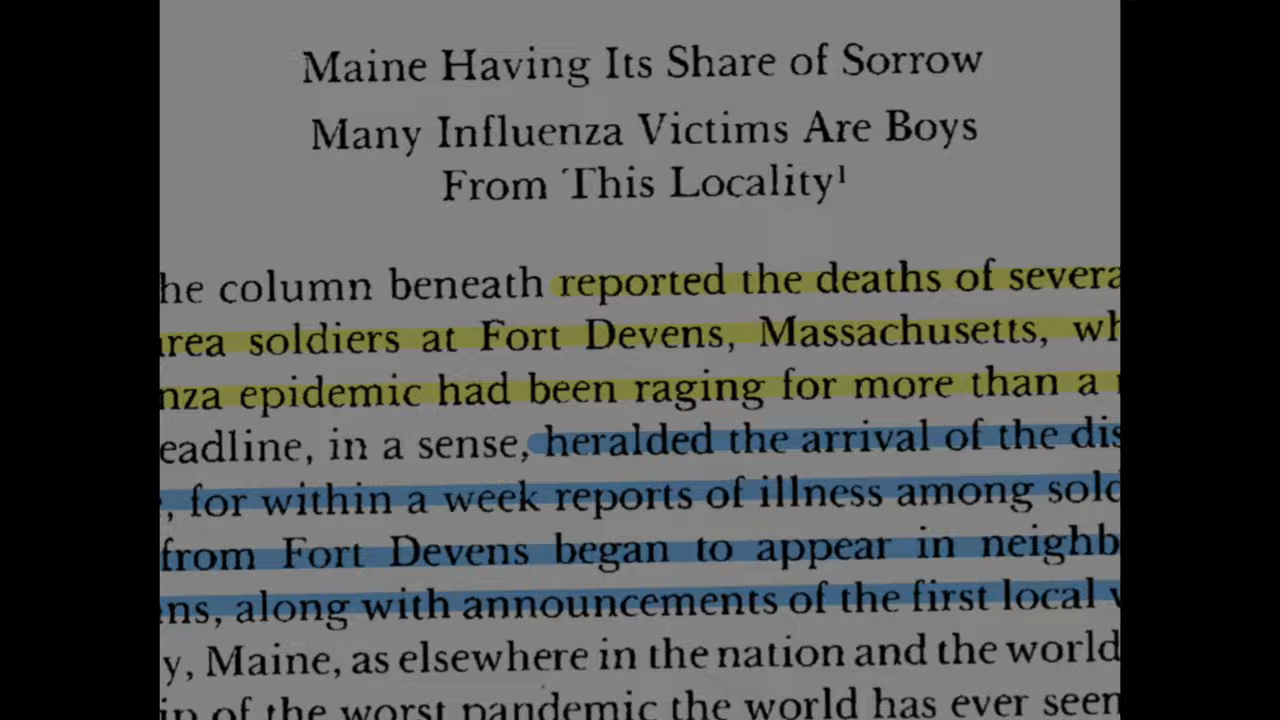 Maine Having Its Share of Sorrow
Many Influenza Victims Are Boys
From This Locality¹
he column beneath reported the deaths of severa
area soldiers at Fort Devens, Massachusetts, wh
nza epidemic had been raging for more than a
eadline, in a sense, heralded the arrival of the dis
, for within a week reports of illness among sold
from Fort Devens began to appear in neighb
ns, along with announcements of the first local
y, Maine, as elsewhere in the nation and the world
in of the worst pandemic the world has ever seen